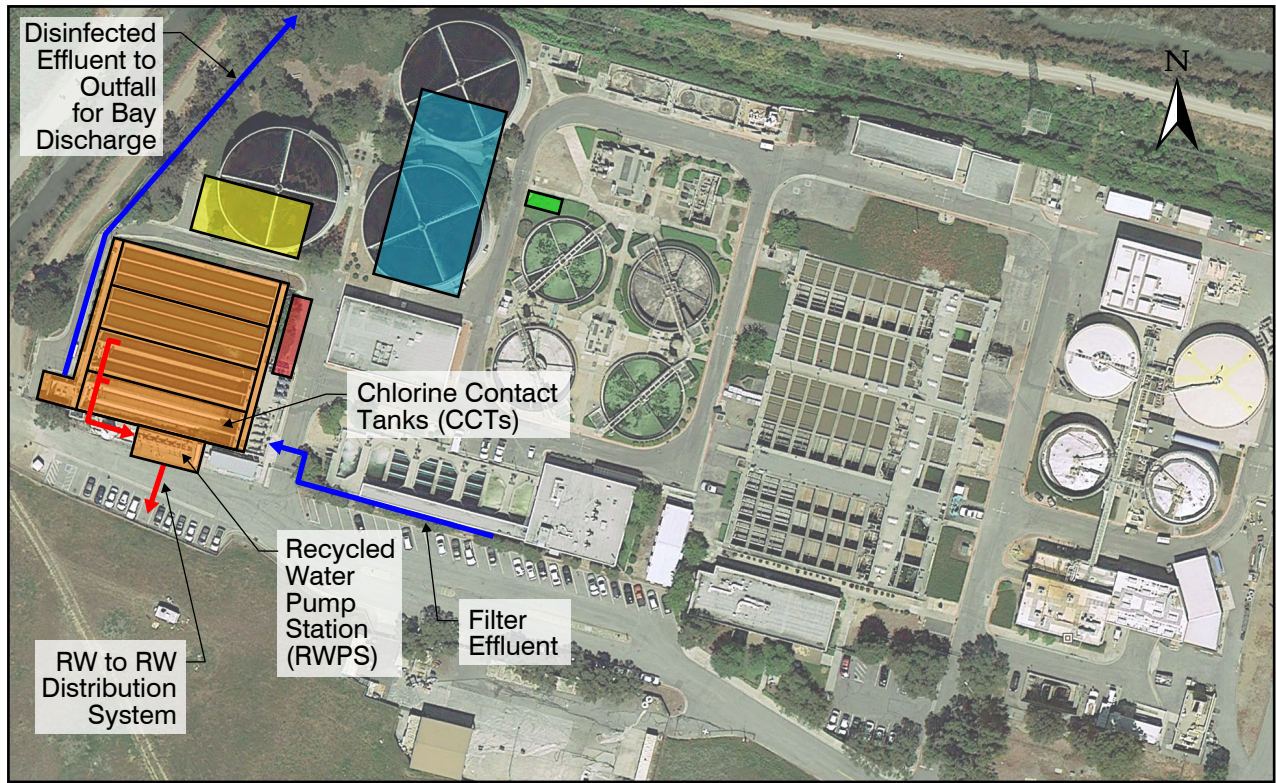 Disinfected
Effluent to
Outfall
for Bay
Discharge
N
Chlorine Contact
Tanks (CCTs)
Recycled
Water
Pump
Station
(RWPS)
Filter
Effluent
RW to RW
Distribution
System